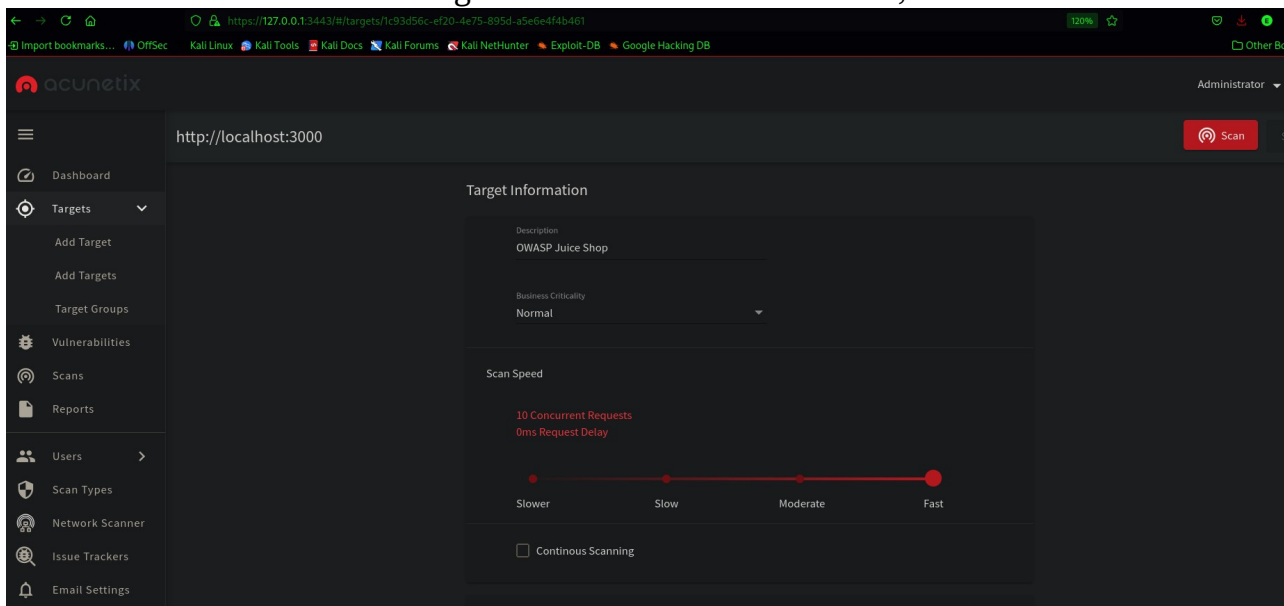 https://127.0.0.1:3443/#/targets/1c93d56c-ef20-4e75-895d-a5e6e4f4b461 120%
Import bookmarks... OffSec Kali Linux Kali Tools Kali Docs Kali Forums Kali NetHunter Exploit-DB Google Hacking DB Other Bo
acunetix Administrator
http://localhost:3000 Scan
Dashboard
Targets
Add Target
Add Targets
Target Groups
Vulnerabilities
Scans
Reports
Users
Scan Types
Network Scanner
Issue Trackers
Email Settings
Target Information
Description
OWASP Juice Shop
Business Criticality
Normal
Scan Speed
10 Concurrent Requests
0ms Request Delay
Slower Slow Moderate Fast
Continous Scanning